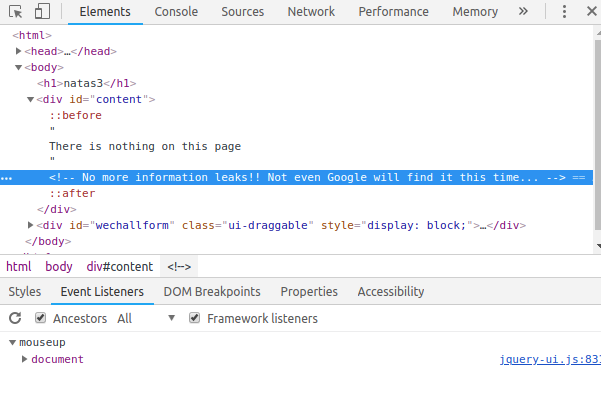 Elements Console Sources Network Performance Memory »
<html>
<head>…</head>
<body>
<h1>natas3</h1>
<div id="content">
::before
"
There is nothing on this page
"
... <!-- No more information leaks!! Not even Google will find it this time... --> ==
::after
</div>
<div id="wechallform" class="ui-draggable" style="display: block;">…</div>
</body>
html body div#content <!-->
Styles Event Listeners DOM Breakpoints Properties Accessibility
Ancestors All Framework listeners
mouseup
document jquery-ui.js:831